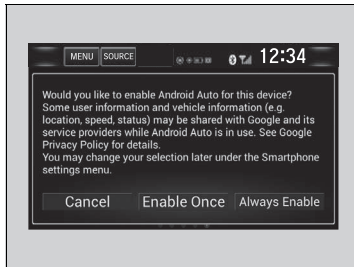 MENU SOURCE 12:34
Would you like to enable Android Auto for this device?
Some user information and vehicle information (e.g.
location, speed, status) may be shared with Google and its
service providers while Android Auto is in use. See Google
Privacy Policy for details.
You may change your selection later under the Smartphone
settings menu.
Cancel Enable Once Always Enable